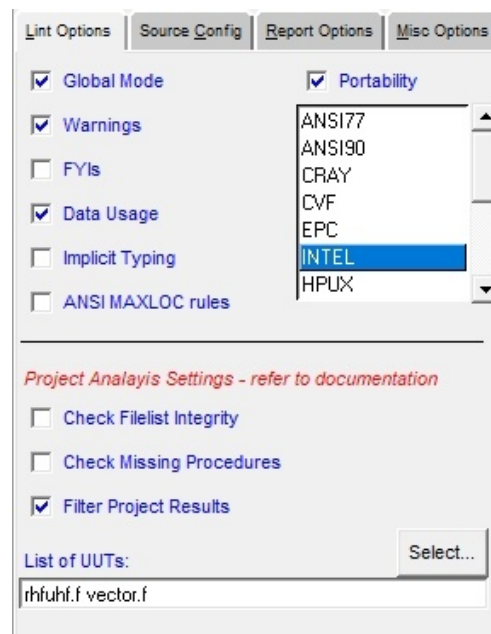 Lint Options Source Config Report Options Misc Options
Global Mode Portability
Warnings
FYIs
Data Usage
Implicit Typing
ANSI MAXLOC rules
ANSI77
ANSI90
CRAY
CVF
EPC
INTEL
HPUX
Project Analayis Settings - refer to documentation
Check Filelist Integrity
Check Missing Procedures
Filter Project Results
List of UUTs:
Select...
rhfuhf.f vector.f